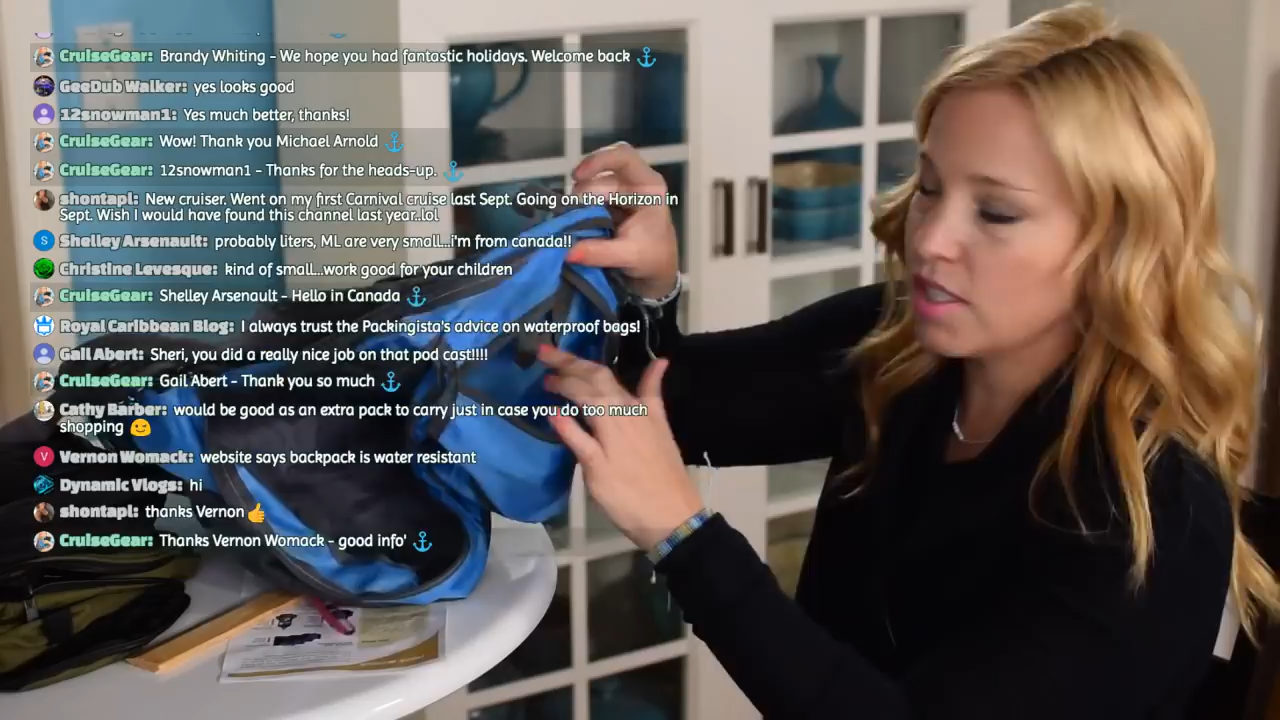 CruiseGear: Brandy Whiting - We hope you had fantastic holidays. Welcome back
GeeDub Walker: yes looks good
12snowman1: Yes much better, thanks!
CruiseGear: Wow! Thank you Michael Arnold
CruiseGear: 12snowman1 - Thanks for the heads-up.
shontapl: New cruiser. Went on my first Carnival cruise last Sept. Going on the Horizon in
Sept. Wish I would have found this channel last year..lol
Shelley Arsenault: probably liters, ML are very small...i'm from canada!!
Christine Levesque: kind of small...work good for your children
CruiseGear: Shelley Arsenault - Hello in Canada
Royal Caribbean Blog: I always trust the Packingista's advice on waterproof bags!
Gail Abert: Sheri, you did a really nice job on that pod cast!!!!
CruiseGear: Gail Abert - Thank you so much
Cathy Barber: would be good as an extra pack to carry just in case you do too much
shopping
Vernon Womack: website says backpack is water resistant
S
V
Dynamic Vlogs: hi
shontapl: thanks Vernon
CruiseGear: Thanks Vernon Womack - good info'